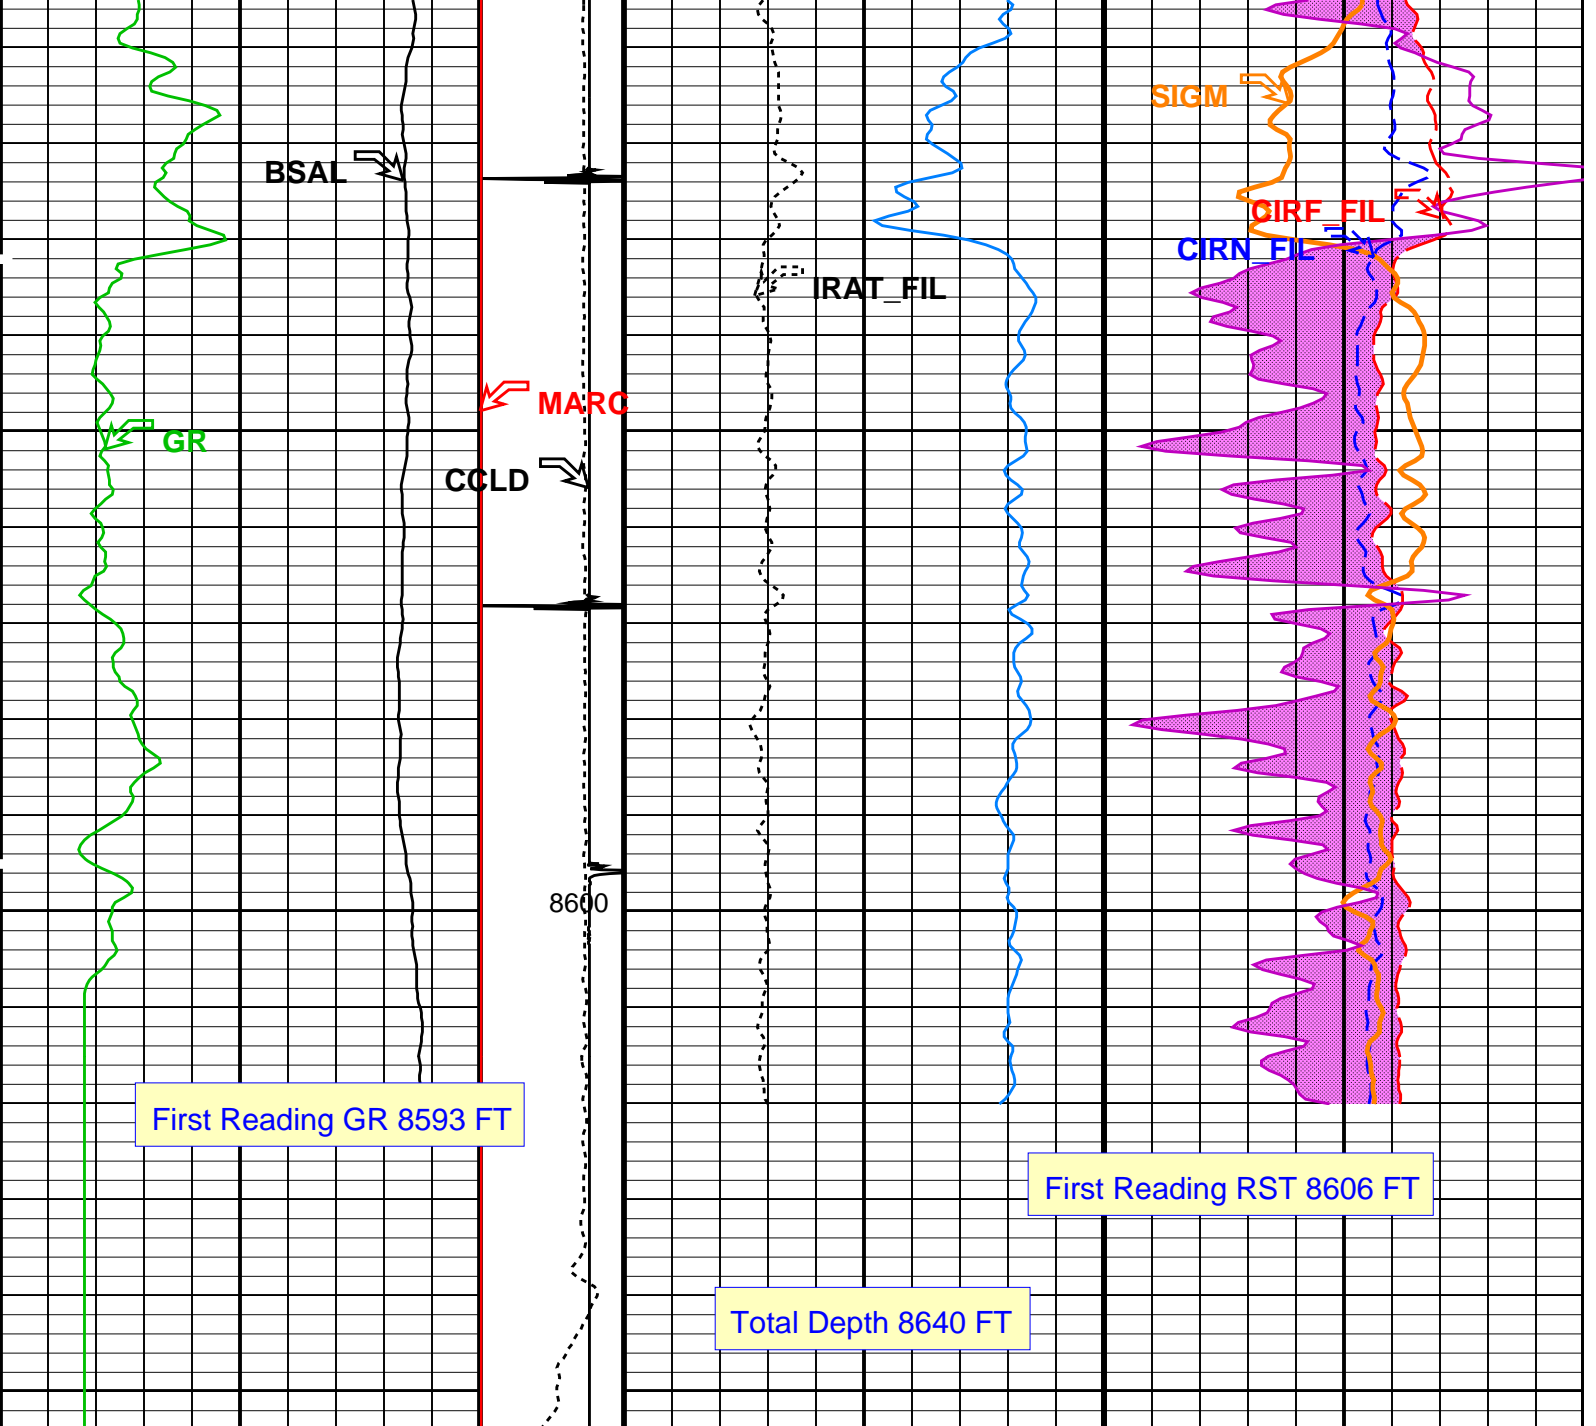 SIGM
BSAL
CIRF_FIL
CIRN_FIL
IRAT_FIL
MARC
GR
CCLD
8600
First Reading GR 8593 FT
First Reading RST 8606 FT
Total Depth 8640 FT